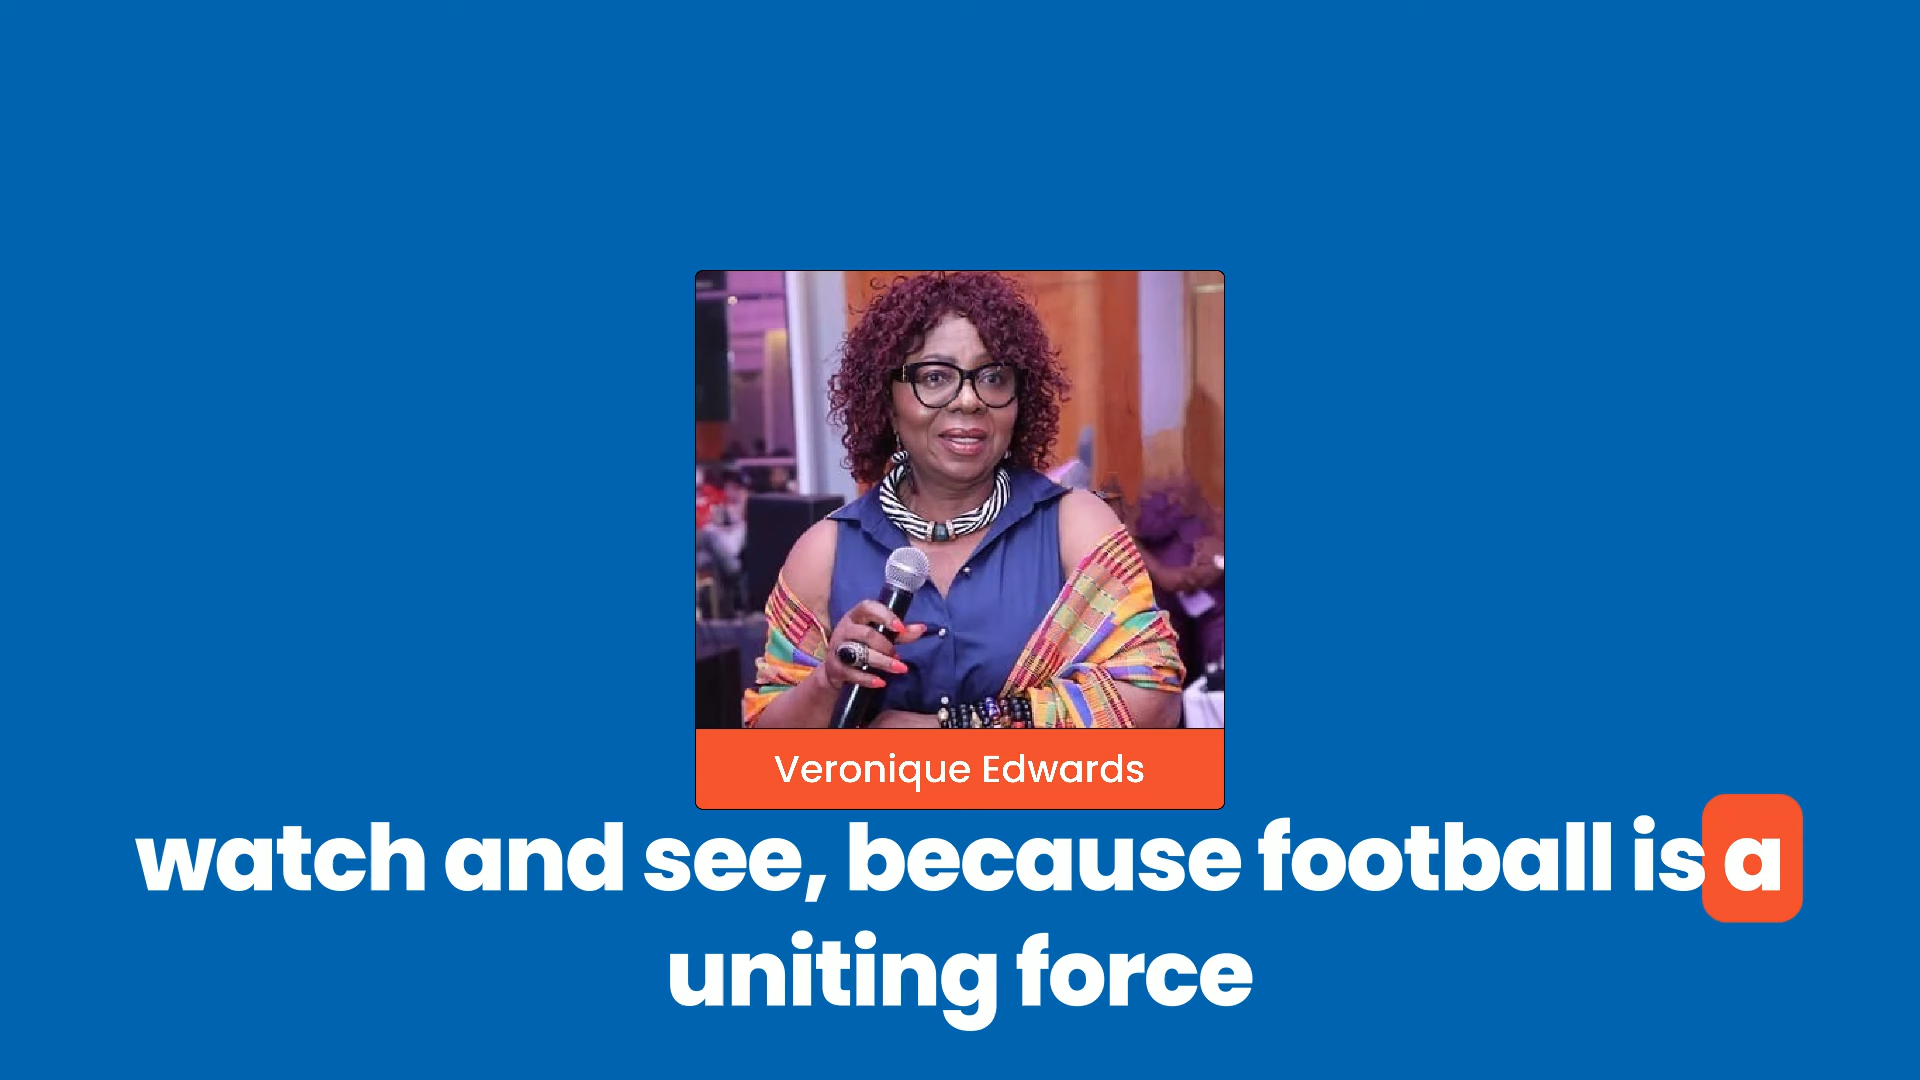 Veronique Edwards
watch and see, because football is a
uniting force